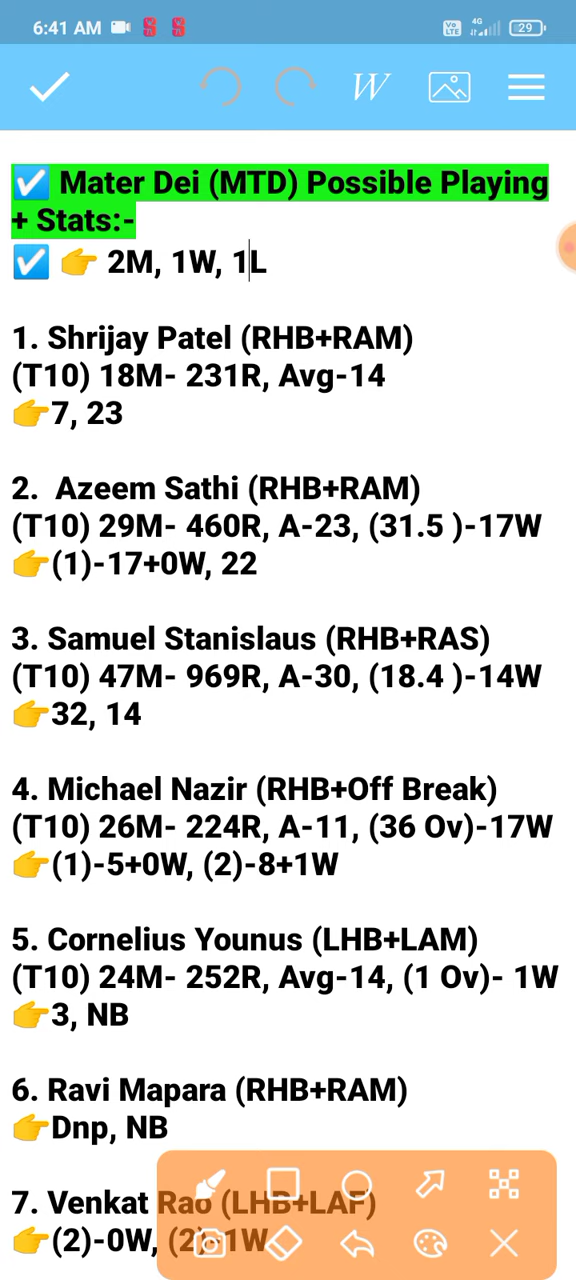 6:41 AM
Vo LTE 4G 29
W
✅ Mater Dei (MTD) Possible Playing
+ Stats:-
✅ 👉 2M, 1W, 1L
1. Shrijay Patel (RHB+RAM)
(T10) 18M- 231R, Avg-14
👉7, 23
2. Azeem Sathi (RHB+RAM)
(T10) 29M- 460R, A-23, (31.5 )-17W
👉(1)-17+0W, 22
3. Samuel Stanislaus (RHB+RAS)
(T10) 47M- 969R, A-30, (18.4 )-14W
👉32, 14
4. Michael Nazir (RHB+Off Break)
(T10) 26M- 224R, A-11, (36 Ov)-17W
👉(1)-5+0W, (2)-8+1W
5. Cornelius Younus (LHB+LAM)
(T10) 24M- 252R, Avg-14, (1 Ov)- 1W
👉3, NB
6. Ravi Mapara (RHB+RAM)
👉Dnp, NB
7. Venkat Rao (LHB+LAF)
👉(2)-0W, (2)-1W